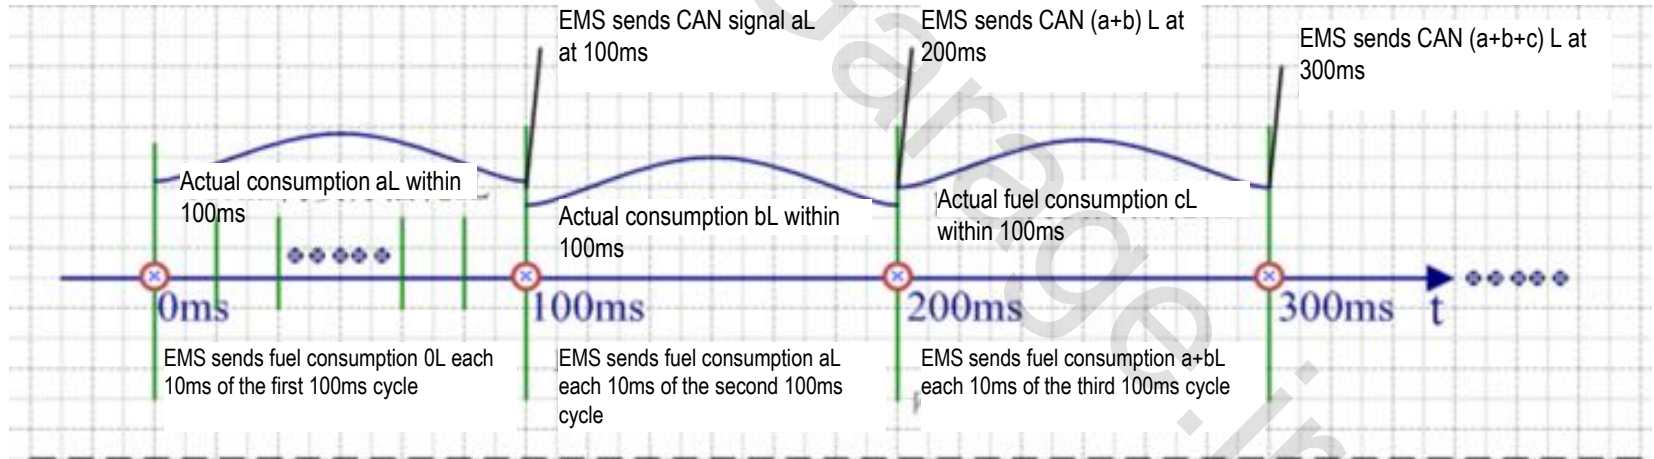 EMS sends CAN signal aL
at 100ms
EMS sends CAN (a+b) L at
200ms
EMS sends CAN (a+b+c) L at
300ms
Actual consumption aL within
100ms
Actual consumption bL within
100ms
Actual fuel consumption cL
within 100ms
0ms
100ms
200ms
300ms
t
EMS sends fuel consumption 0L each
10ms of the first 100ms cycle
EMS sends fuel consumption aL
each 10ms of the second 100ms
cycle
EMS sends fuel consumption a+bL
each 10ms of the third 100ms cycle